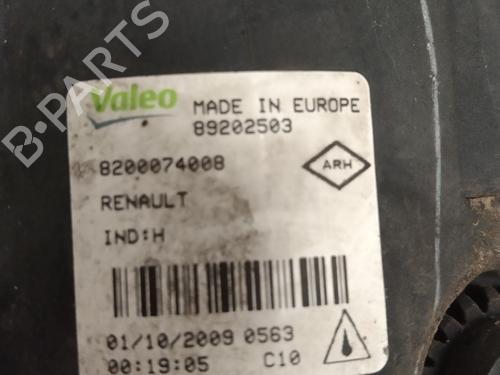 B-PARTS
Valeo
MADE IN EUROPE
89202503
8200074008
ARH
RENAULT
IND:H
01/10/2009 0563
00:19:05 C10